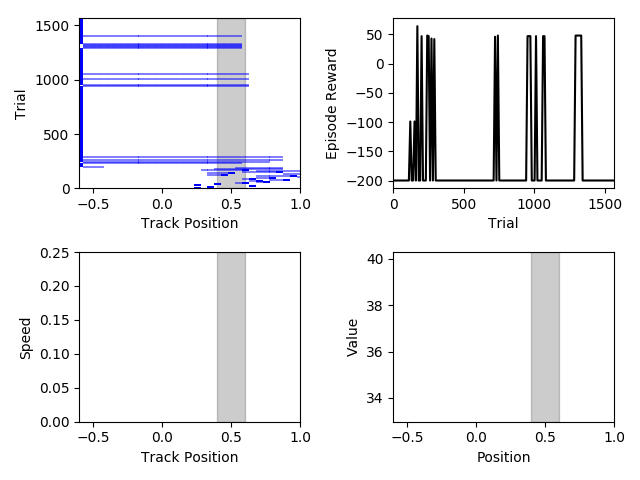 1500
1000
500
0
Trial
−0.5 0.0 0.5 1.0
Track Position
50
0
−50
−100
−150
−200
Episode Reward
0 500 1000 1500
Trial
0.25
0.20
0.15
0.10
0.05
0.00
Speed
−0.5 0.0 0.5 1.0
Track Position
40
38
36
34
Value
−0.5 0.0 0.5 1.0
Position